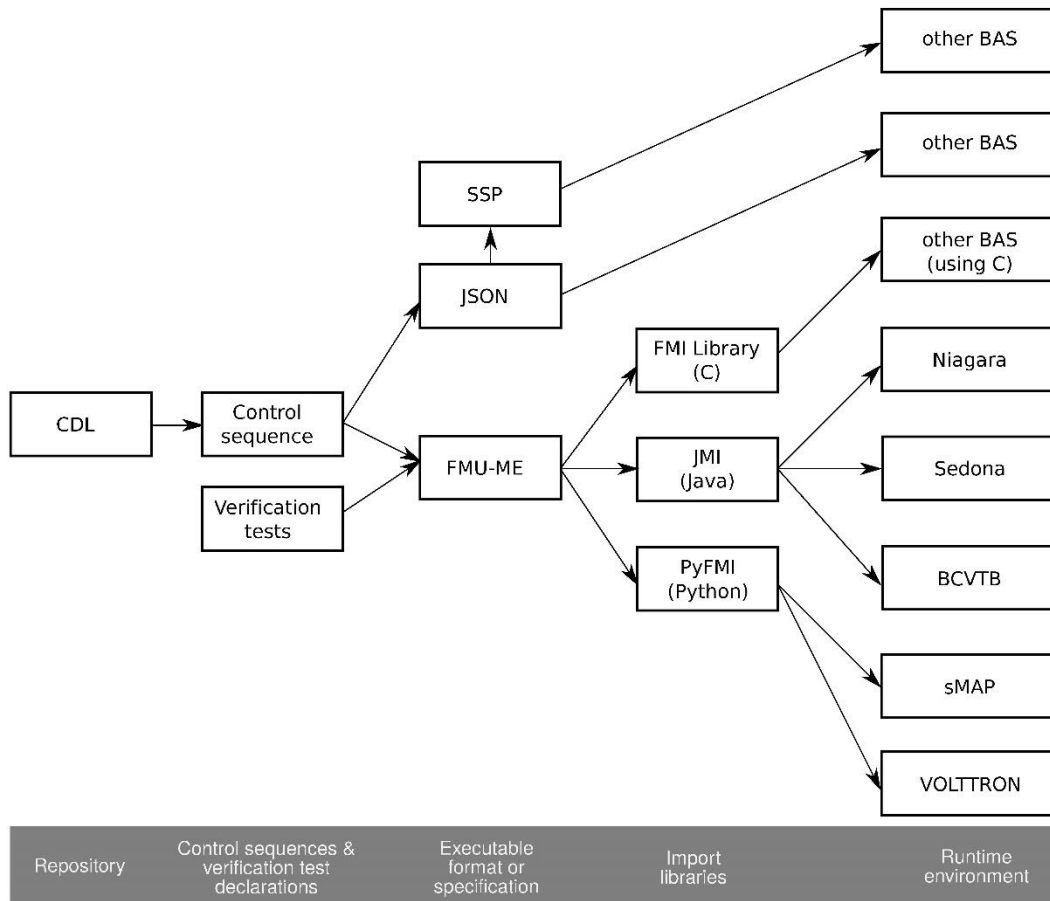 other BAS
other BAS
SSP
other BAS
(using C)
JSON
FMI Library
(C)
Niagara
CDL
Control
sequence
FMU-ME
JMI
(Java)
Sedona
Verification
tests
PyFMI
(Python)
BCVTB
sMAP
VOLTTRON
Repository
Control sequences &
verification test
declarations
Executable
format or
specification
Import
libraries
Runtime
environment